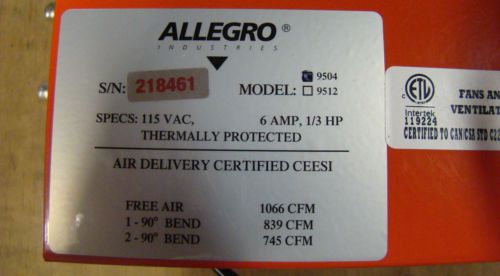 ALLEGRO®
INDUSTRIES
S/N: 218461
MODEL: 9504
9512
SPECS: 115 VAC, 6 AMP, 1/3 HP
THERMALLY PROTECTED
AIR DELIVERY CERTIFIED CEESI
FREE AIR 1066 CFM
1 - 90° BEND 839 CFM
2 - 90° BEND 745 CFM
C ETL
Intertek
119224
FANS AN
VENTILAT
CERTIFIED TO CAN/CSA STD C22